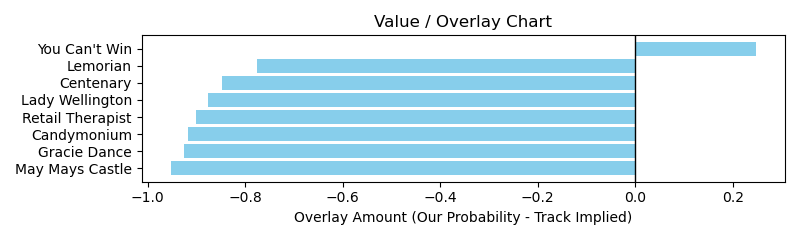 Value / Overlay Chart
You Can't Win
Lemorian
Centenary
Lady Wellington
Retail Therapist
Candymonium
Gracie Dance
May Mays Castle
−1.0 −0.8 −0.6 −0.4 −0.2 0.0 0.2
Overlay Amount (Our Probability - Track Implied)